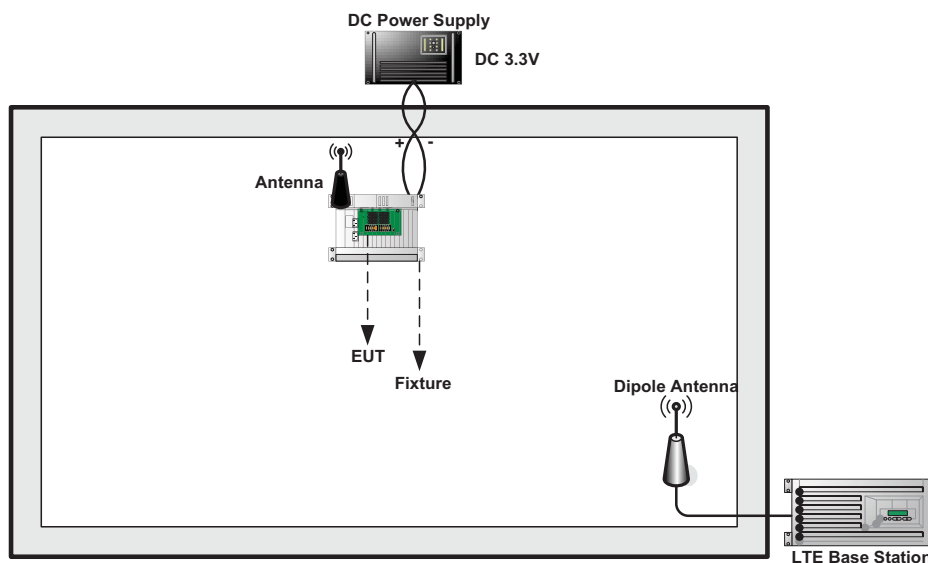 DC Power Supply
DC 3.3V
+ -
Antenna
EUT
Fixture
Dipole Antenna
LTE Base Station